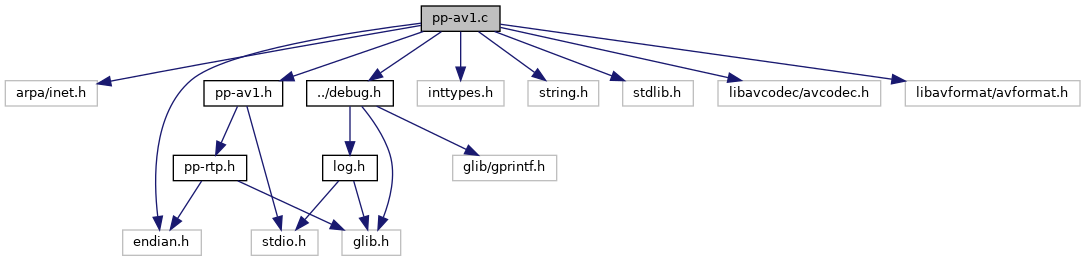 pp-av1.c
arpa/inet.h
pp-av1.h
../debug.h
inttypes.h
string.h
stdlib.h
libavcodec/avcodec.h
libavformat/avformat.h
pp-rtp.h
log.h
glib/gprintf.h
endian.h
stdio.h
glib.h